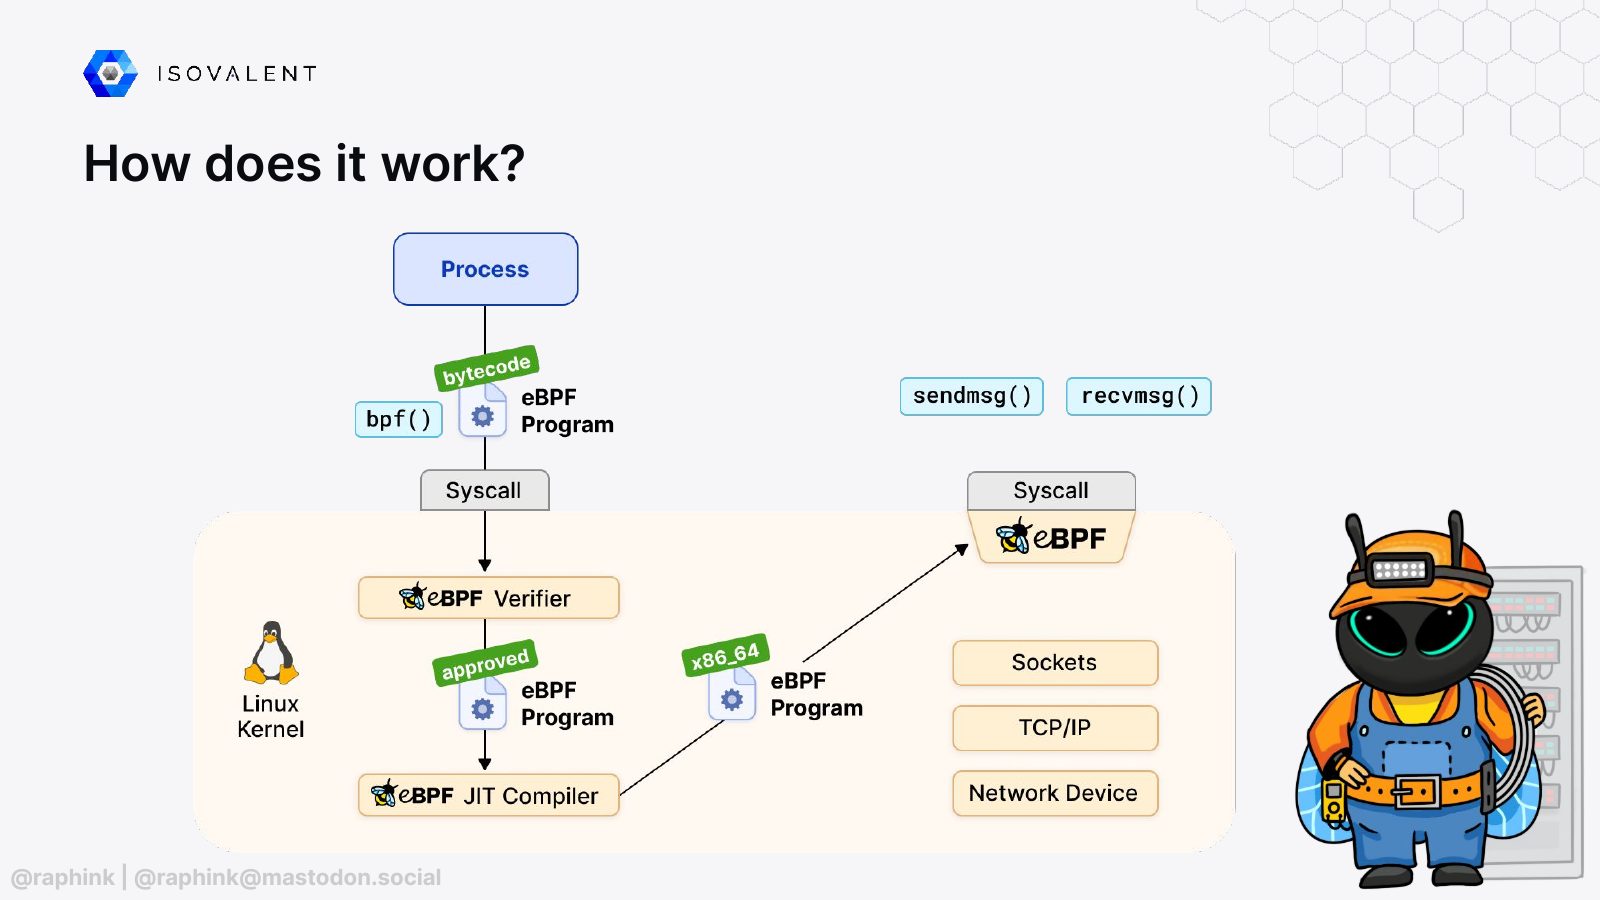 ISOVALENT
How does it work?
Process
bytecode
bpf()
eBPF
Program
sendmsg()
recvmsg()
Syscall
Syscall
eBPF
eBPF Verifier
approved
eBPF
Program
x86_64
eBPF
Program
Linux
Kernel
eBPF JIT Compiler
Sockets
TCP/IP
Network Device
@raphink | @raphink@mastodon.social